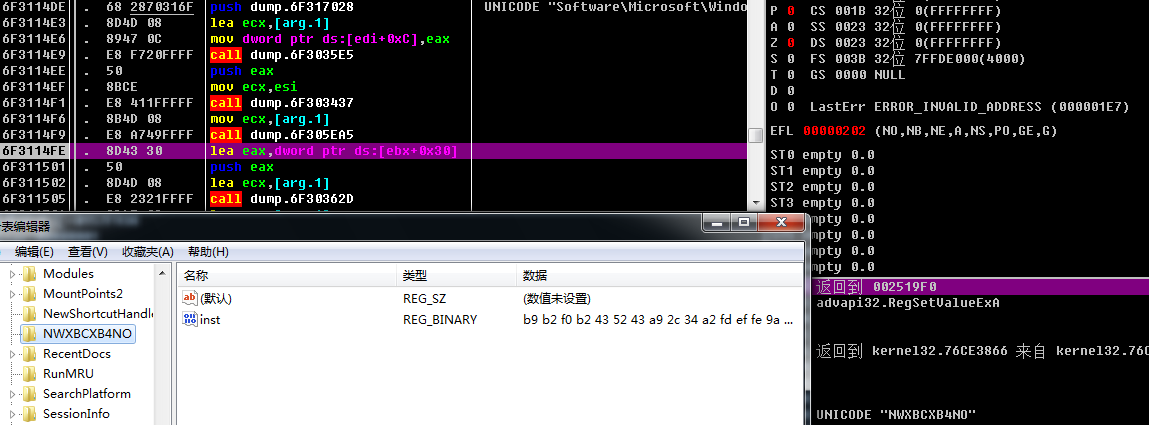 6F3114DE . 68 2870316F push dump.6F317028 UNICODE "Software\Microsoft\Windo
6F3114E3 . 8D4D 08 lea ecx,[arg.1]
6F3114E6 . 8947 0C mov dword ptr ds:[edi+0xC],eax
6F3114E9 . E8 F720FFFF call dump.6F3035E5
6F3114EE . 50 push eax
6F3114EF . 8BCE mov ecx,esi
6F3114F1 . E8 411FFFFF call dump.6F303437
6F3114F6 . 8B4D 08 mov ecx,[arg.1]
6F3114F9 . E8 A749FFFF call dump.6F305EA5
6F3114FE . 8D43 30 lea eax,dword ptr ds:[ebx+0x30]
6F311501 . 50 push eax
6F311502 . 8D4D 08 lea ecx,[arg.1]
6F311505 . E8 2321FFFF call dump.6F30362D
P 0 CS 001B 32位 0(FFFFFFFF)
A 0 SS 0023 32位 0(FFFFFFFF)
Z 0 DS 0023 32位 0(FFFFFFFF)
S 0 FS 003B 32位 7FFDE000(4000)
T 0 GS 0000 NULL
D 0
O 0 LastErr ERROR_INVALID_ADDRESS (000001E7)
EFL 00000202 (NO,NB,NE,A,NS,PO,GE,G)
ST0 empty 0.0
ST1 empty 0.0
ST2 empty 0.0
ST3 empty 0.0
empty 0.0
empty 0.0
empty 0.0
empty 0.0
返回到 002519F0
advapi32.RegSetValueExA
返回到 kernel32.76CE3866 来自 kernel32.76C
UNICODE "NWXBCXB4NO"
表编辑器
编辑(E) 查看(V) 收藏夹(A) 帮助(H)
Modules
MountPoints2
NewShortcutHandle
NWXBCXB4NO
RecentDocs
RunMRU
SearchPlatform
SessionInfo
名称 类型 数据
(默认) REG_SZ (数值未设置)
inst REG_BINARY b9 b2 f0 b2 43 52 43 a9 2c 34 a2 fd ef fe 9a ...